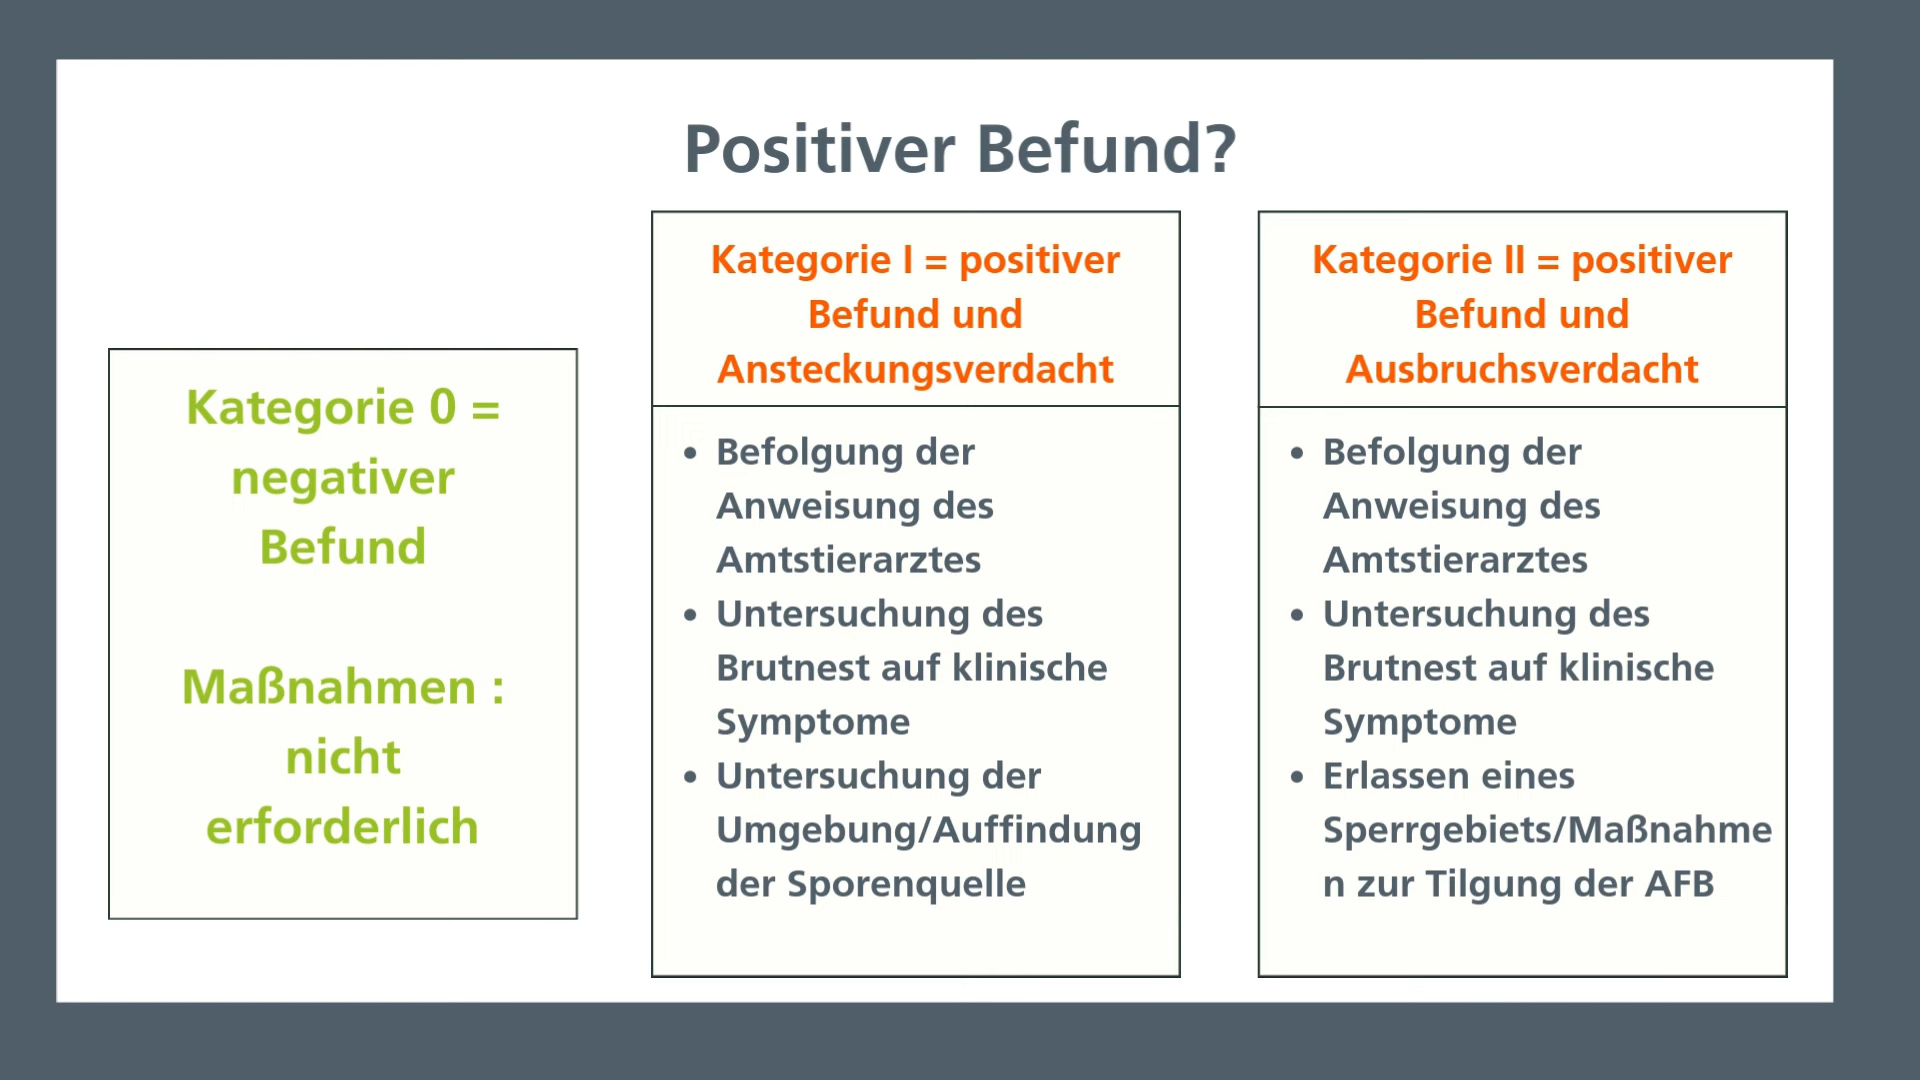 Positiver Befund?
Kategorie 0 =
negativer
Befund
Maßnahmen :
nicht
erforderlich
Kategorie I = positiver
Befund und
Ansteckungsverdacht
• Befolgung der
Anweisung des
Amtstierarztes
• Untersuchung des
Brutnest auf klinische
Symptome
• Untersuchung der
Umgebung/Auffindung
der Sporenquelle
Kategorie II = positiver
Befund und
Ausbruchsverdacht
• Befolgung der
Anweisung des
Amtstierarztes
• Untersuchung des
Brutnest auf klinische
Symptome
• Erlassen eines
Sperrgebiets/Maßnahme
n zur Tilgung der AFB